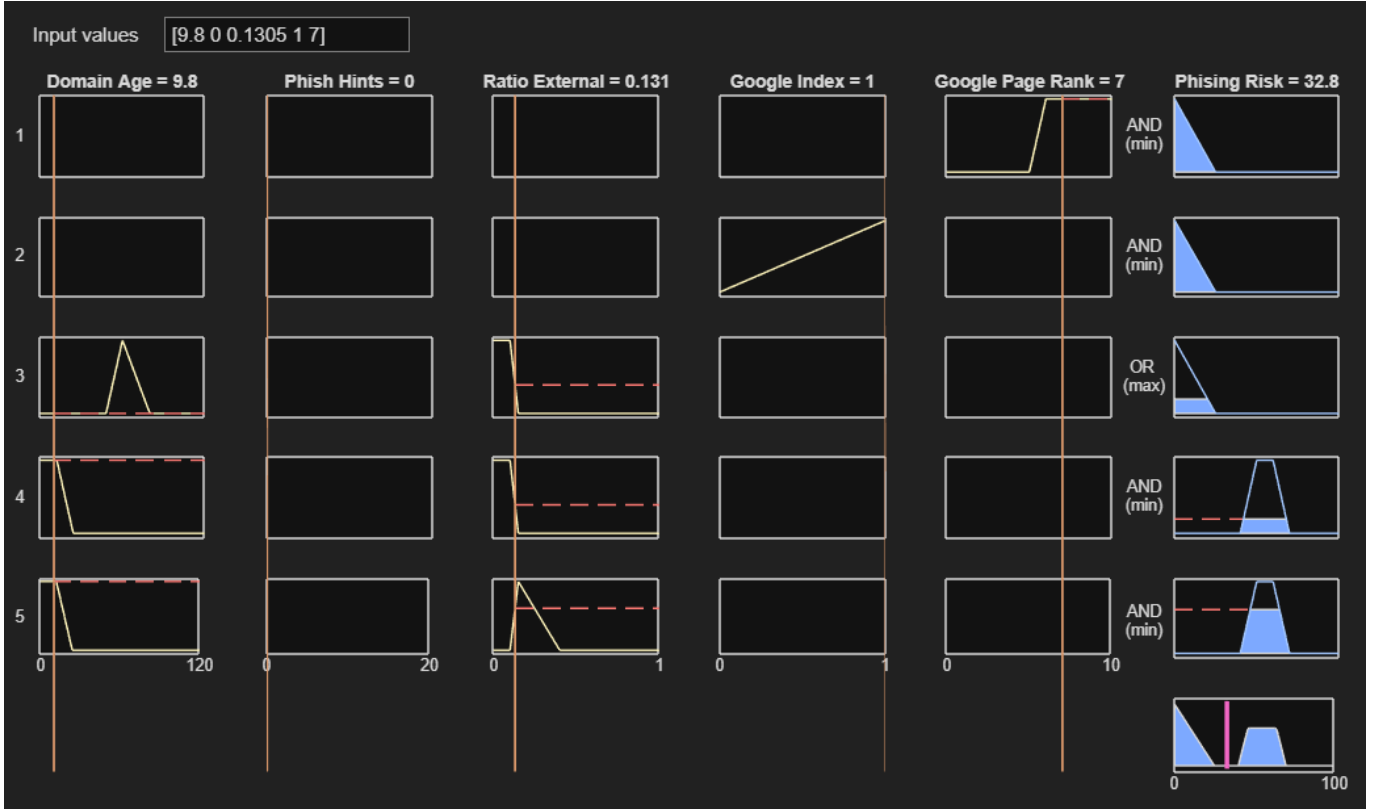 Input values [9.8 0 0.1305 1 7]
Domain Age = 9.8 Phish Hints = 0 Ratio External = 0.131 Google Index = 1 Google Page Rank = 7 Phising Risk = 32.8
1 AND
(min)
2 AND
(min)
3 OR
(max)
4 AND
(min)
5 AND
(min)
0 120 0 20 0 1 0 1 0 10
0 100